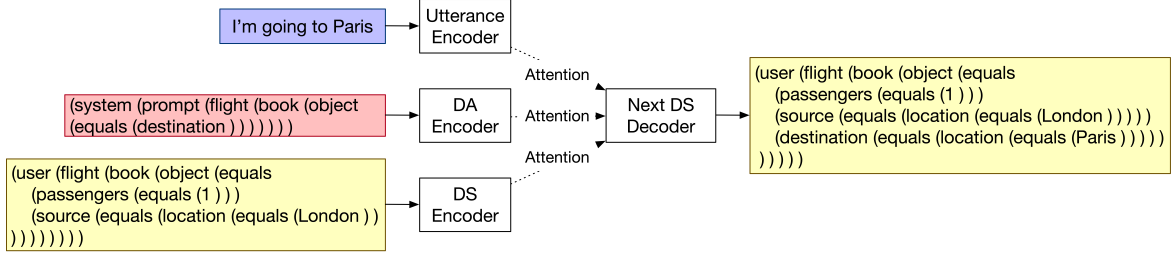 I'm going to Paris
Utterance
Encoder
Attention
(system (prompt (flight (book (object
(equals (destination ) ) ) ) ) ) )
DA
Encoder
Attention
Next DS
Decoder
(user (flight (book (object (equals
(passengers (equals (1 ) ) )
(source (equals (location (equals (London ) ) ) ) )
(destination (equals (location (equals (Paris ) ) ) ) )
) ) ) ) )
Attention
(user (flight (book (object (equals
(passengers (equals (1 ) ) )
(source (equals (location (equals (London ) )
) ) ) ) ) ) ) )
DS
Encoder